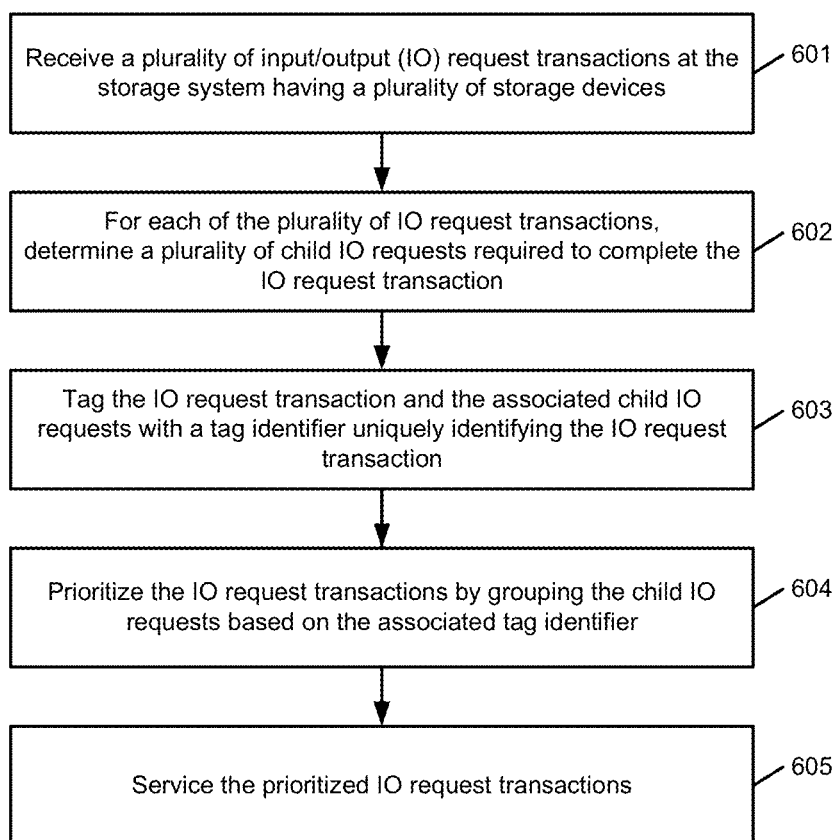 Receive a plurality of input/output (IO) request transactions at the
storage system having a plurality of storage devices
601
For each of the plurality of IO request transactions,
determine a plurality of child IO requests required to complete the
IO request transaction
602
Tag the IO request transaction and the associated child IO
requests with a tag identifier uniquely identifying the IO request
transaction
603
Prioritize the IO request transactions by grouping the child IO
requests based on the associated tag identifier
604
Service the prioritized IO request transactions
605